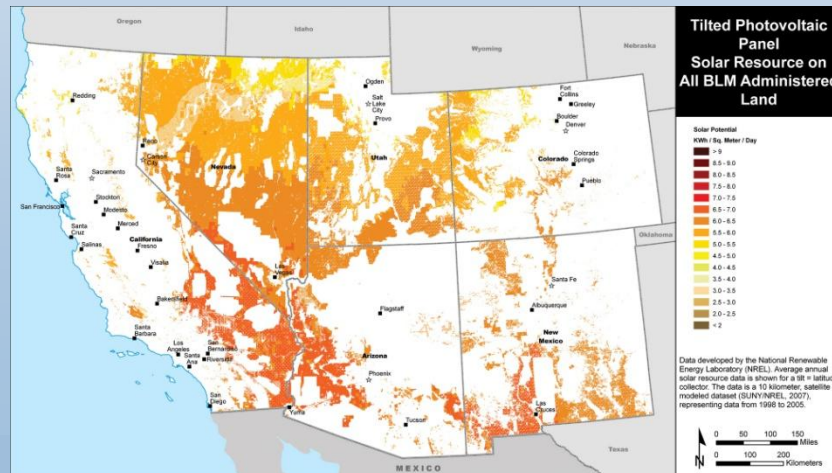 Tilted Photovoltaic
Panel
Solar Resource on
All BLM Administered
Land
Solar Potential
KWh / Sq. Meter / Day
> 9
8.5 - 9.0
8.0 - 8.5
7.5 - 8.0
7.0 - 7.5
6.5 - 7.0
6.0 - 6.5
5.5 - 6.0
5.0 - 5.5
4.5 - 5.0
4.0 - 4.5
3.5 - 4.0
3.0 - 3.5
2.5 - 3.0
2.0 - 2.5
< 2
Data developed by the National Renewable
Energy Laboratory (NREL). Average annual
solar resource data is shown for a tilt = latitud
collector. The data is a 10 kilometer, satellite
modeled dataset (SUNY/NREL, 2007),
representing data from 1998 to 2005.
N
0 50 100 150
Miles
0 100 200
Kilometers
Oregon
Idaho
Wyoming
Nebraska
Redding
Ogden
Salt
Lake
City
Provo
Fort
Collins
Greeley
Boulder
Denver
Reno
Carson
City
Nevada
Utah
Colorado
Colorado
Springs
Pueblo
Santa
Rosa
Sacramento
San Francisco
Stockton
Modesto
Merced
Santa
Cruz
Salinas
California
Fresno
Visalia
Bakersfield
Las
Vegas
Oklahoma
Santa Fe
Flagstaff
Albuquerque
Santa
Barbara
Los
Angeles
San
Bernardino
Riverside
Santa
Ana
Arizona
Phoenix
New
Mexico
San
Diego
Yuma
Tucson
Las
Cruces
Texas
MEXICO